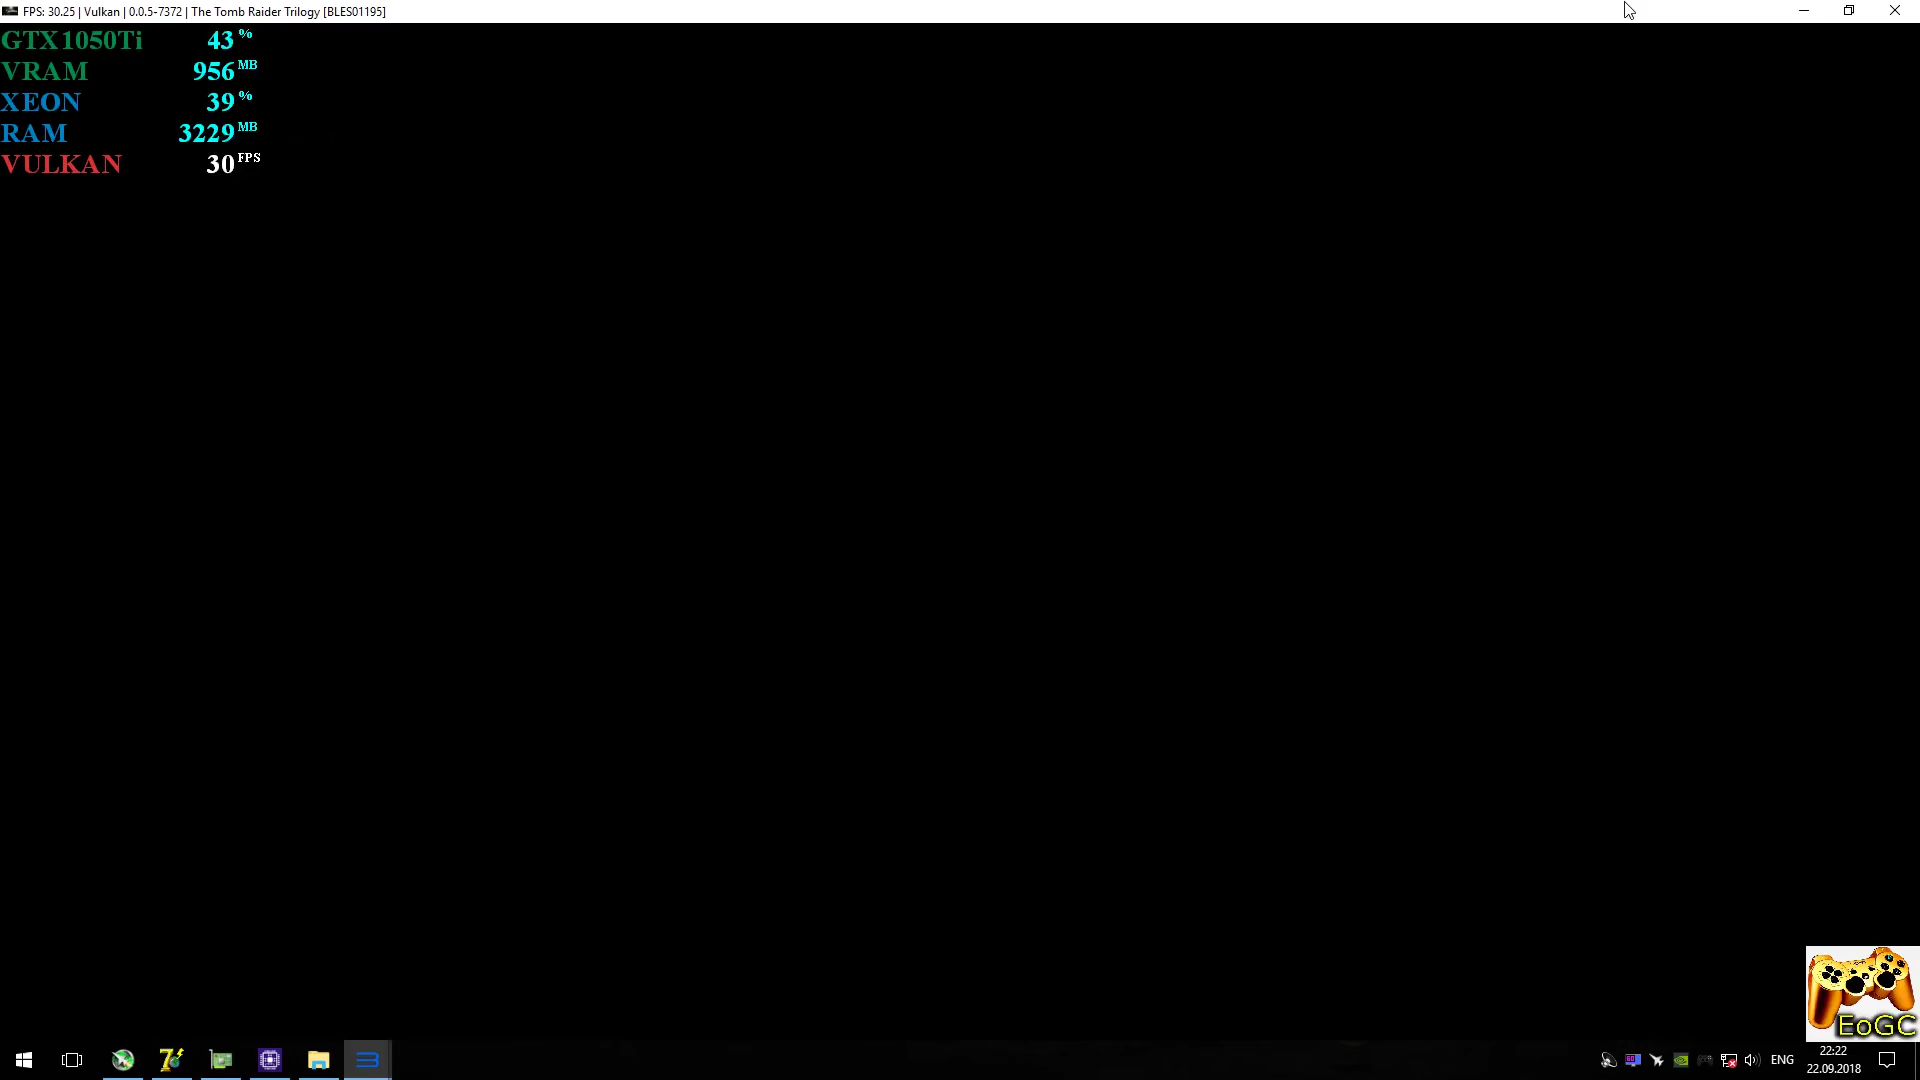 FPS: 30.25 | Vulkan | 0.0.5-7372 | The Tomb Raider Trilogy [BLES01195]
GTX1050Ti 43 %
VRAM 956 MB
XEON 39 %
RAM 3229 MB
VULKAN 30 FPS
EoGC
ENG
22:22
22.09.2018